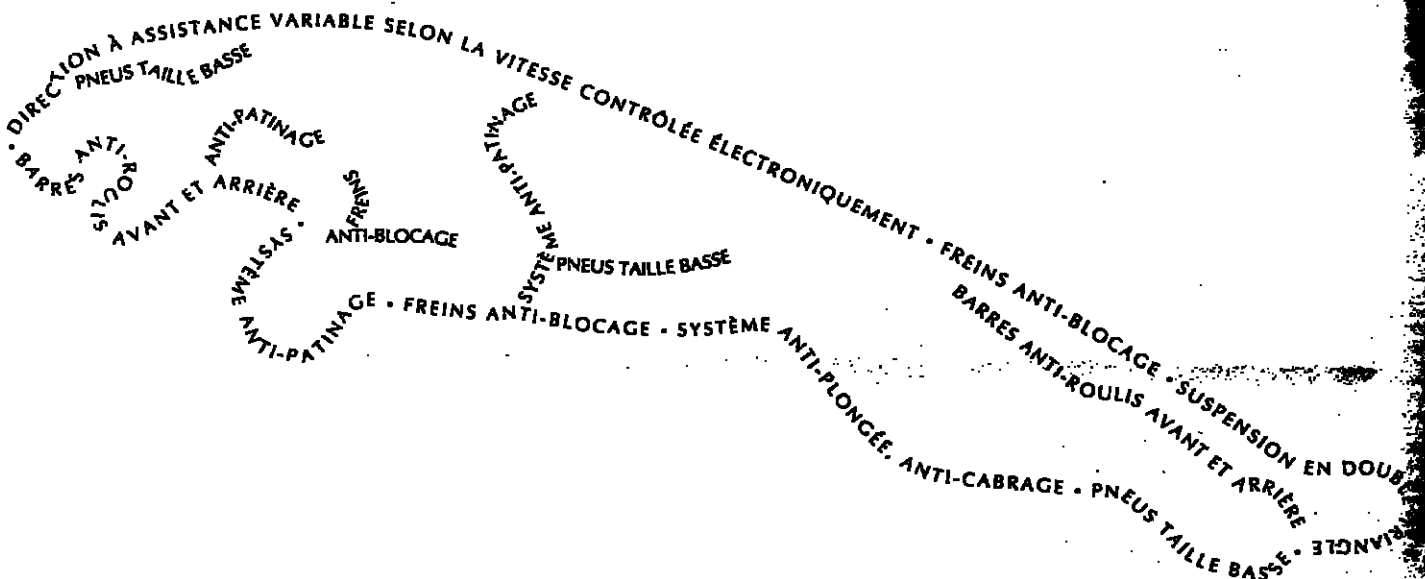 • DIRECTION À ASSISTANCE VARIABLE SELON LA VITESSE CONTRÔLÉE ÉLECTRONIQUEMENT • FREINS ANTI-BLOCAGE • SUSPENSION EN DOUBLE TRIANGLE •
PNEUS TAILLE BASSE
BARRES ANTI-ROULIS AVANT ET ARRIÈRE • SYSTÈME ANTI-PATINAGE • FREINS ANTI-BLOCAGE • SYSTÈME ANTI-PLONGÉE, ANTI-CABRAGE • PNEUS TAILLE BASSE
ANTI-PATINAGE
FREINS
ANTI-BLOCAGE
SYSTÈME ANTI-PATINAGE
PNEUS TAILLE BASSE
BARRES ANTI-ROULIS AVANT ET ARRIÈRE